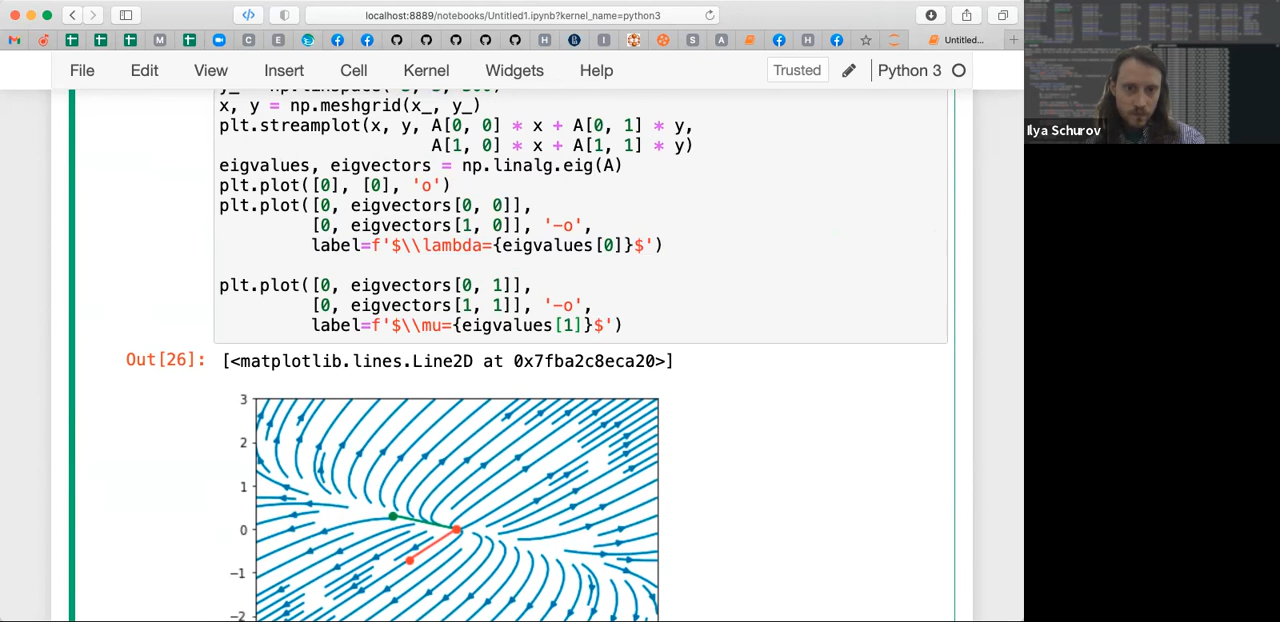 localhost:8889/notebooks/Untitled1.ipynb?kernel_name=python3
Untitled...
File Edit View Insert Cell Kernel Widgets Help Trusted Python 3
x, y = np.meshgrid(x_, y_)
plt.streamplot(x, y, A[0, 0] * x + A[0, 1] * y,
A[1, 0] * x + A[1, 1] * y)
eigvalues, eigvectors = np.linalg.eig(A)
plt.plot([0], [0], 'o')
plt.plot([0, eigvectors[0, 0]],
[0, eigvectors[1, 0]], '-o',
label=f'$\\lambda={eigvalues[0]}$')
plt.plot([0, eigvectors[0, 1]],
[0, eigvectors[1, 1]], '-o',
label=f'$\\mu={eigvalues[1]}$')
Out[26]: [<matplotlib.lines.Line2D at 0x7fba2c8eca20>]
3
2
1
0
−1
−2
Ilya Schurov